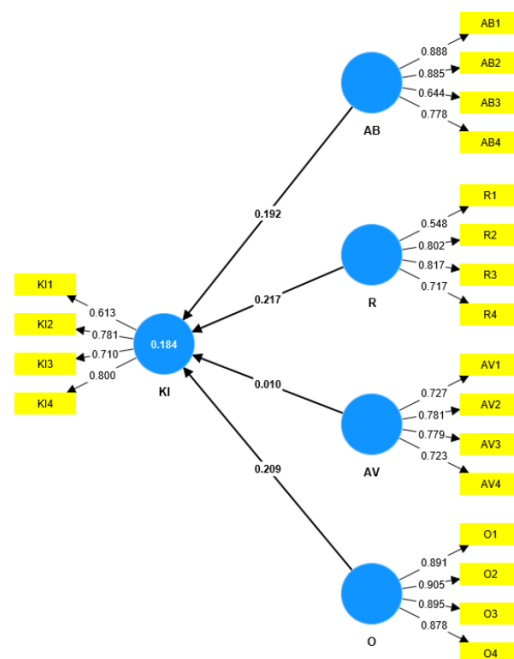 AB1
0.888
AB2
0.885
0.644
AB3
0.778
AB4
AB
0.192
R1
0.548
R2
0.802
0.817
R3
0.717
R4
R
0.217
KI1
0.613
KI2
0.781
0.184
0.710
KI3
0.800
KI4
KI
0.010
AV1
0.727
AV2
0.781
0.779
AV3
0.723
AV4
AV
0.209
O1
0.891
O2
0.905
0.895
O3
0.878
O4
O